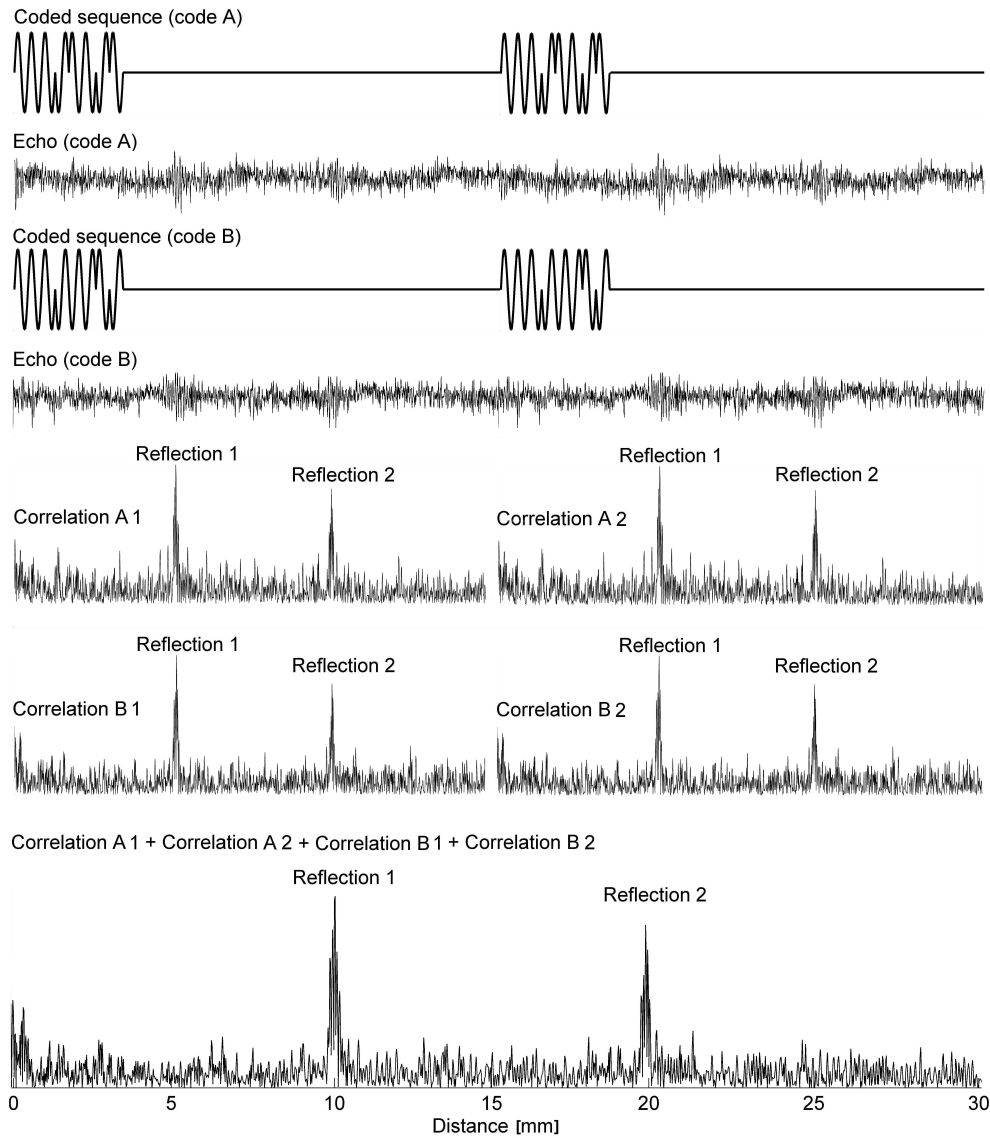 Coded sequence (code A)
Echo (code A)
Coded sequence (code B)
Echo (code B)
Reflection 1
Reflection 2
Correlation A 1
Reflection 1
Reflection 2
Correlation A 2
Reflection 1
Reflection 2
Correlation B 1
Reflection 1
Reflection 2
Correlation B 2
Correlation A 1 + Correlation A 2 + Correlation B 1 + Correlation B 2
Reflection 1
Reflection 2
0 5 10 15 20 25 30
Distance [mm]